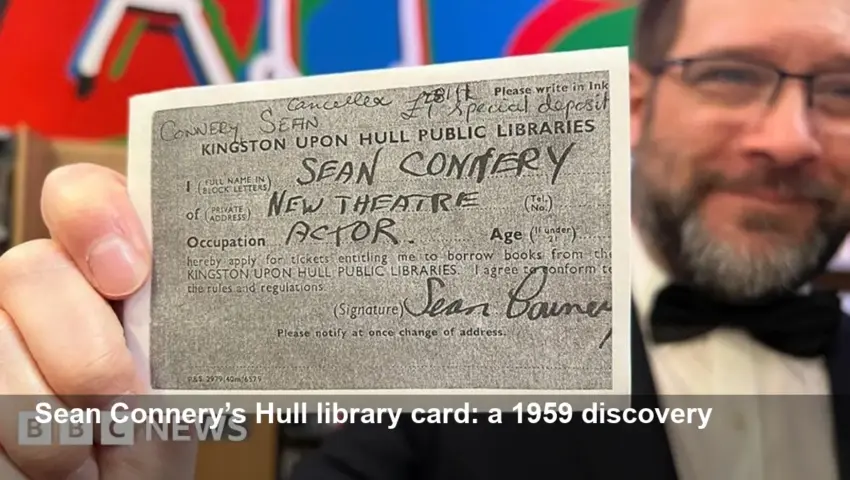 Cancelled £1 special deposit
Please write in Ink
CONNERY, SEAN
KINGSTON UPON HULL PUBLIC LIBRARIES
I (FULL NAME IN BLOCK LETTERS) SEAN CONNERY
of (PRIVATE ADDRESS) NEW THEATRE (Tel. No.)
Occupation ACTOR. Age (If under 21)
hereby apply for tickets entitling me to borrow books from the
KINGSTON UPON HULL PUBLIC LIBRARIES. I agree to conform to
the rules and regulations.
(Signature) Sean Connery
Please notify at once change of address.
Sean Connery’s Hull library card: a 1959 discovery
BBC NEWS